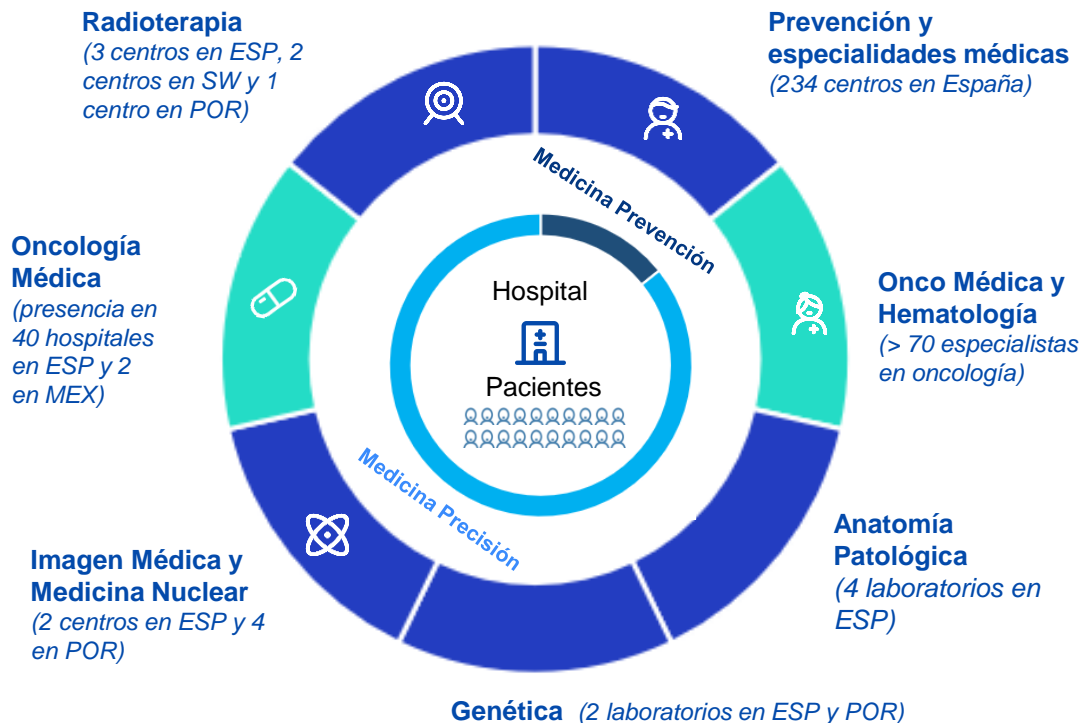 Radioterapia
(3 centros en ESP, 2
centros en SW y 1
centro en POR)
Prevención y
especialidades médicas
(234 centros en España)
Medicina Prevención
Oncología
Médica
(presencia en
40 hospitales
en ESP y 2
en MEX)
Hospital
Pacientes
Onco Médica y
Hematología
(> 70 especialistas
en oncología)
Medicina Precisión
Imagen Médica y
Medicina Nuclear
(2 centros en ESP y 4
en POR)
Anatomía
Patológica
(4 laboratorios en
ESP)
Genética (2 laboratorios en ESP y POR)